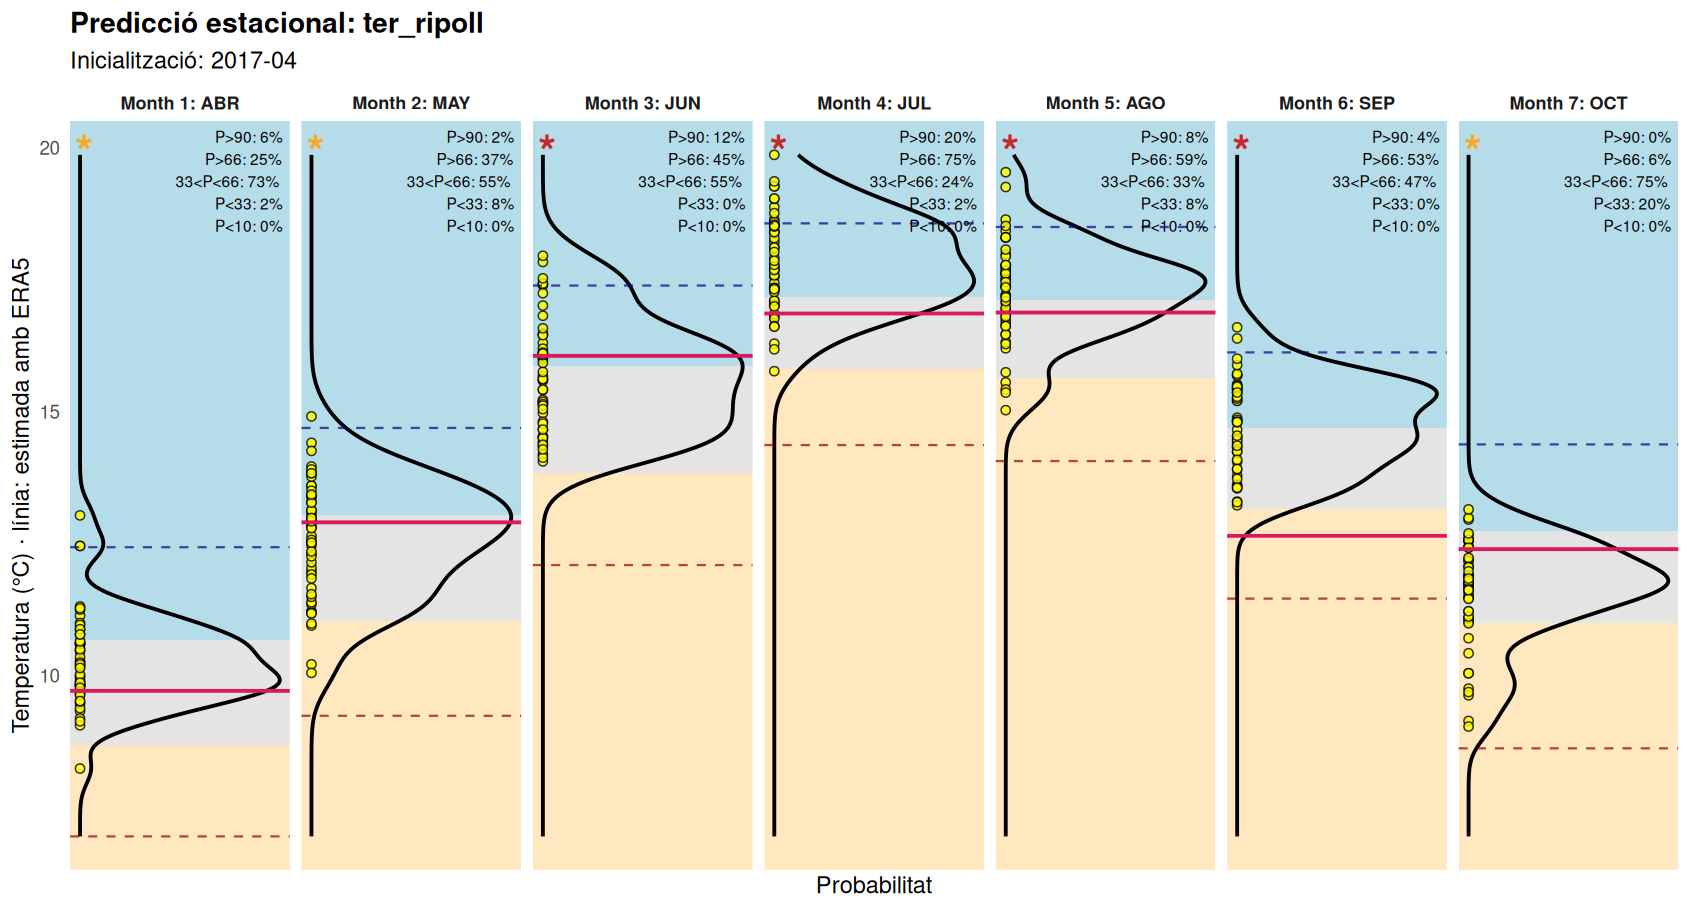 Predicció estacional: ter_ripoll
Inicialització: 2017-04
Month 1: ABR
Month 2: MAY
Month 3: JUN
Month 4: JUL
Month 5: AGO
Month 6: SEP
Month 7: OCT
P>90: 6%
P>66: 25%
33<P<66: 73%
P<33: 2%
P<10: 0%
P>90: 2%
P>66: 37%
33<P<66: 55%
P<33: 8%
P<10: 0%
P>90: 12%
P>66: 45%
33<P<66: 55%
P<33: 0%
P<10: 0%
P>90: 20%
P>66: 75%
33<P<66: 24%
P<33: 2%
P<10: 0%
P>90: 8%
P>66: 59%
33<P<66: 33%
P<33: 8%
P<10: 0%
P>90: 4%
P>66: 53%
33<P<66: 47%
P<33: 0%
P<10: 0%
P>90: 0%
P>66: 6%
33<P<66: 75%
P<33: 20%
P<10: 0%
20
15
10
Temperatura (°C) · línia: estimada amb ERA5
Probabilitat